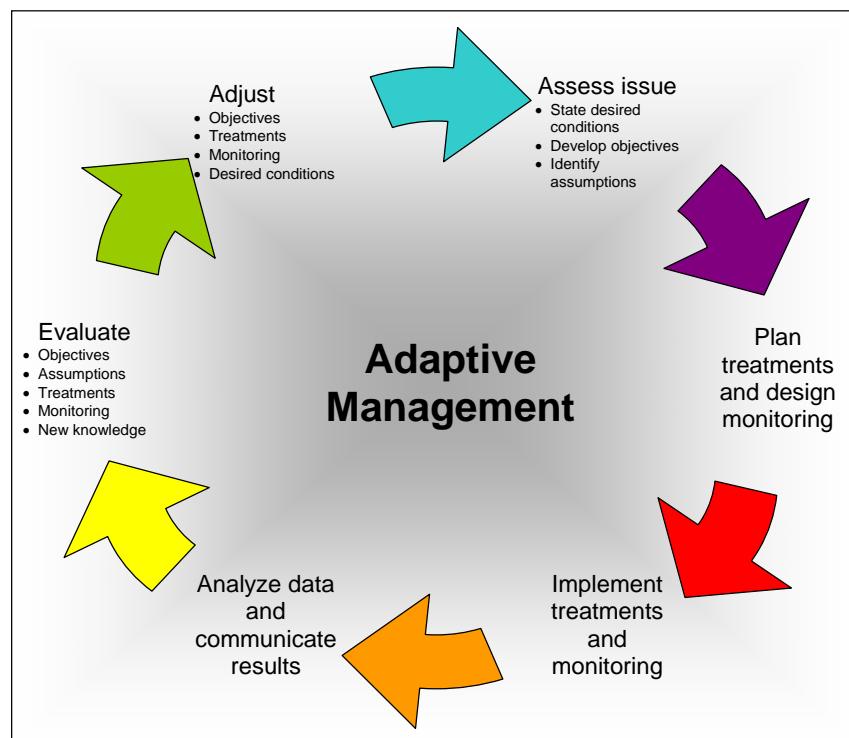 Adaptive
Management
Assess issue
• State desired
conditions
• Develop objectives
• Identify
assumptions
Plan
treatments
and design
monitoring
Implement
treatments
and
monitoring
Analyze data
and
communicate
results
Evaluate
• Objectives
• Assumptions
• Treatments
• Monitoring
• New knowledge
Adjust
• Objectives
• Treatments
• Monitoring
• Desired conditions